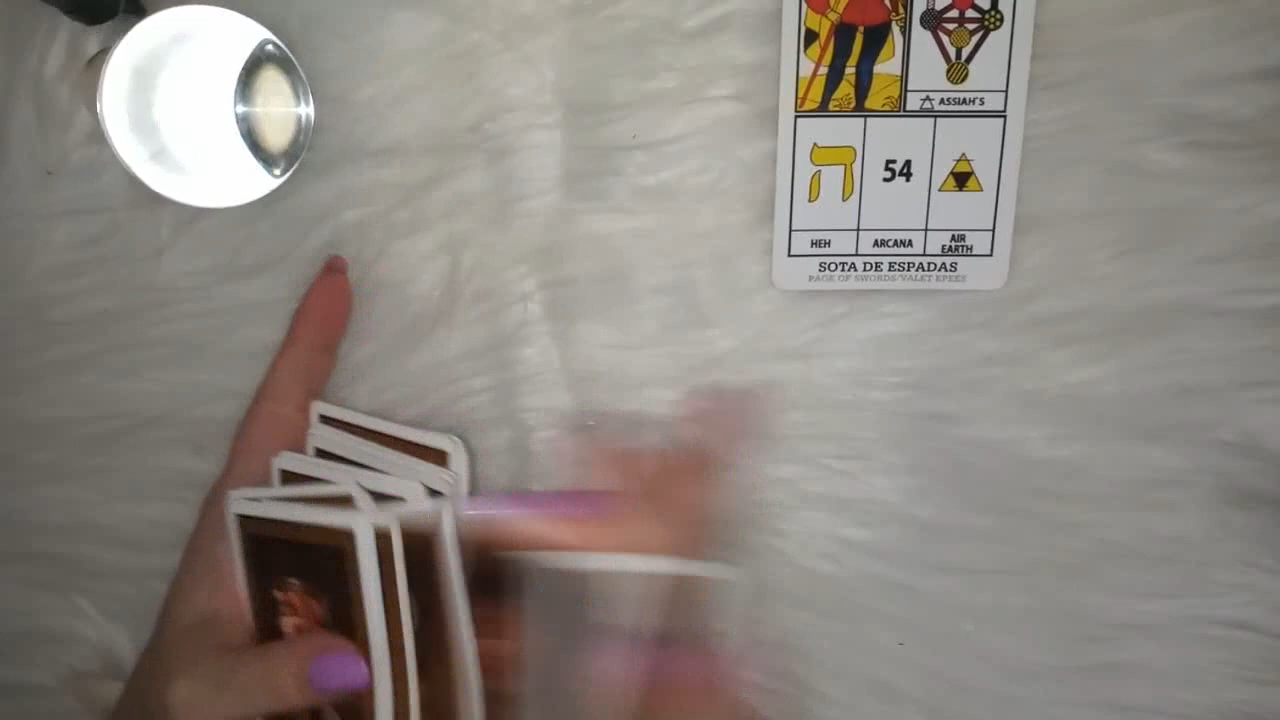 ASSIAH'S
ה
54
HEH
ARCANA
AIR
EARTH
SOTA DE ESPADAS
PAGE OF SWORDS/VALET EPEES